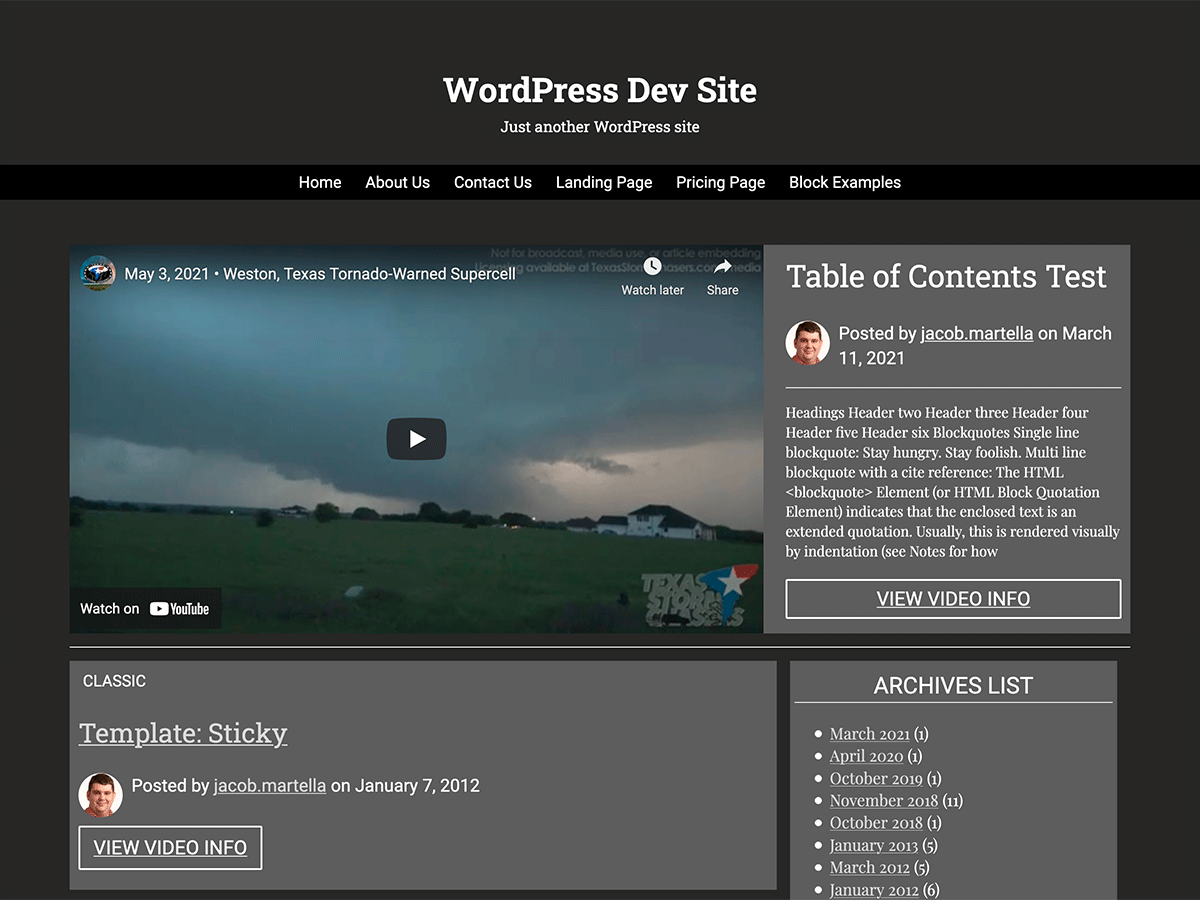 WordPress Dev Site
Just another WordPress site
Home About Us Contact Us Landing Page Pricing Page Block Examples
Not for broadcast, media use, or article embedding
Licensing available at TexasStormChasers.com/media
May 3, 2021 • Weston, Texas Tornado-Warned Supercell
Watch later Share
TEXAS
STORM
CHASERS
Watch on YouTube
Table of Contents Test
Posted by jacob.martella on March
11, 2021
Headings Header two Header three Header four
Header five Header six Blockquotes Single line
blockquote: Stay hungry. Stay foolish. Multi line
blockquote with a cite reference: The HTML
<blockquote> Element (or HTML Block Quotation
Element) indicates that the enclosed text is an
extended quotation. Usually, this is rendered visually
by indentation (see Notes for how
VIEW VIDEO INFO
CLASSIC
Template: Sticky
Posted by jacob.martella on January 7, 2012
VIEW VIDEO INFO
ARCHIVES LIST
March 2021 (1)
April 2020 (1)
October 2019 (1)
November 2018 (11)
October 2018 (1)
January 2013 (5)
March 2012 (5)
January 2012 (6)